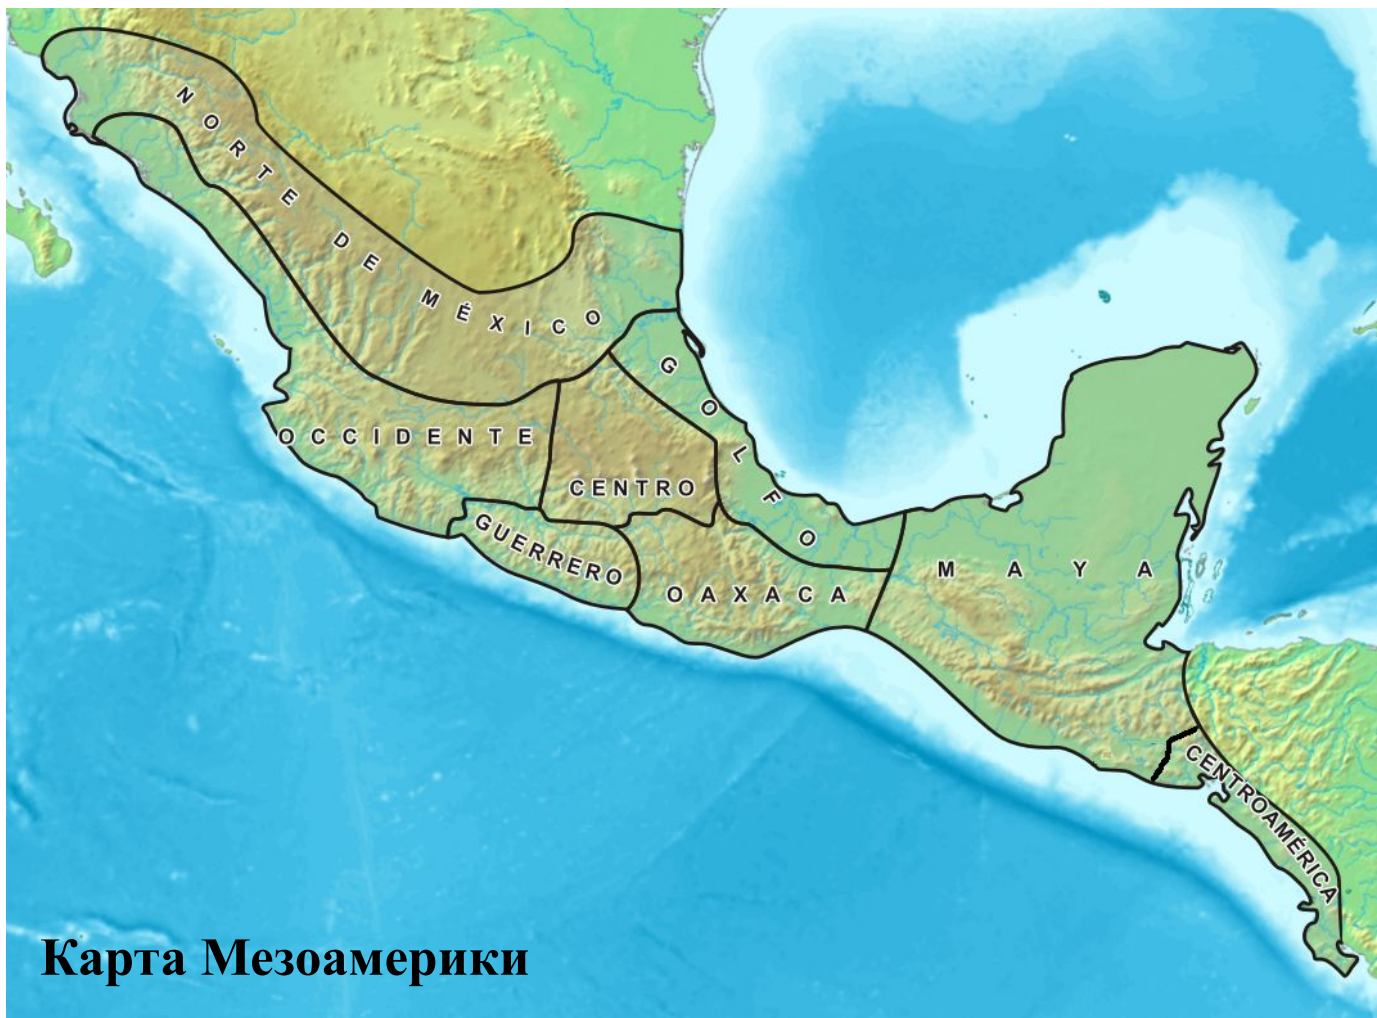 NORTE DE MÉXICO
GOLFO
OCCIDENTE
CENTRO
GUERRERO
OAXACA
MAYA
CENTROAMÉRICA
Карта Мезоамерики